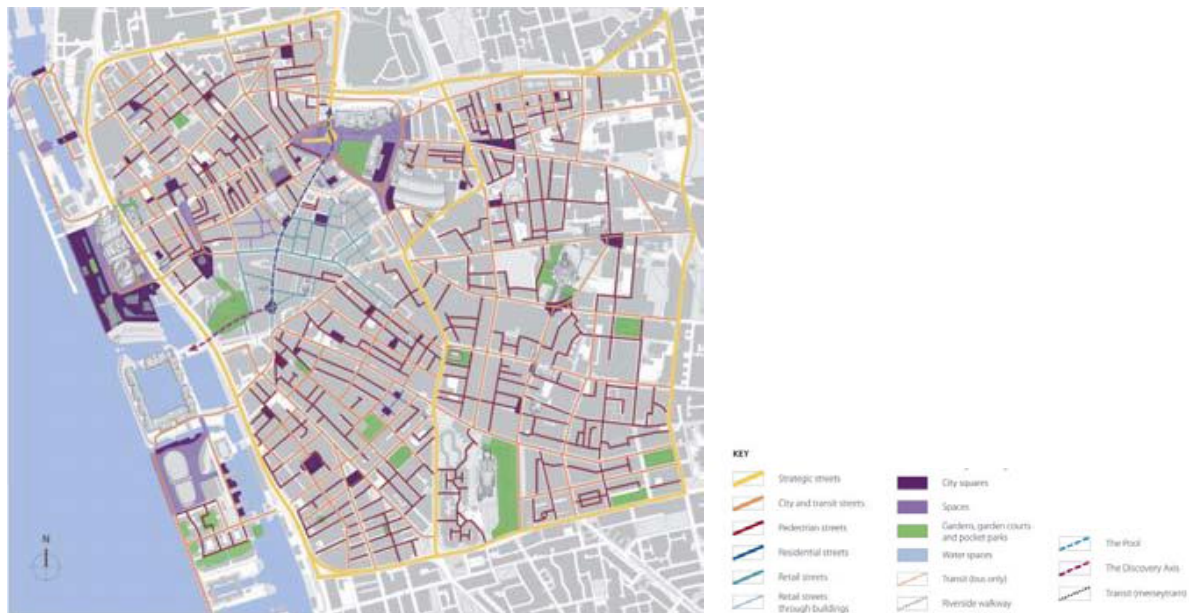 N
KEY
Strategic streets
City and transit streets
Pedestrian streets
Residential streets
Retail streets
Retail streets
through buildings
City squares
Spaces
Gardens, garden courts
and pocket parks
Water spaces
Transit (bus only)
Riverside walkway
The Pool
The Discovery Axis
Transit (merseytram)